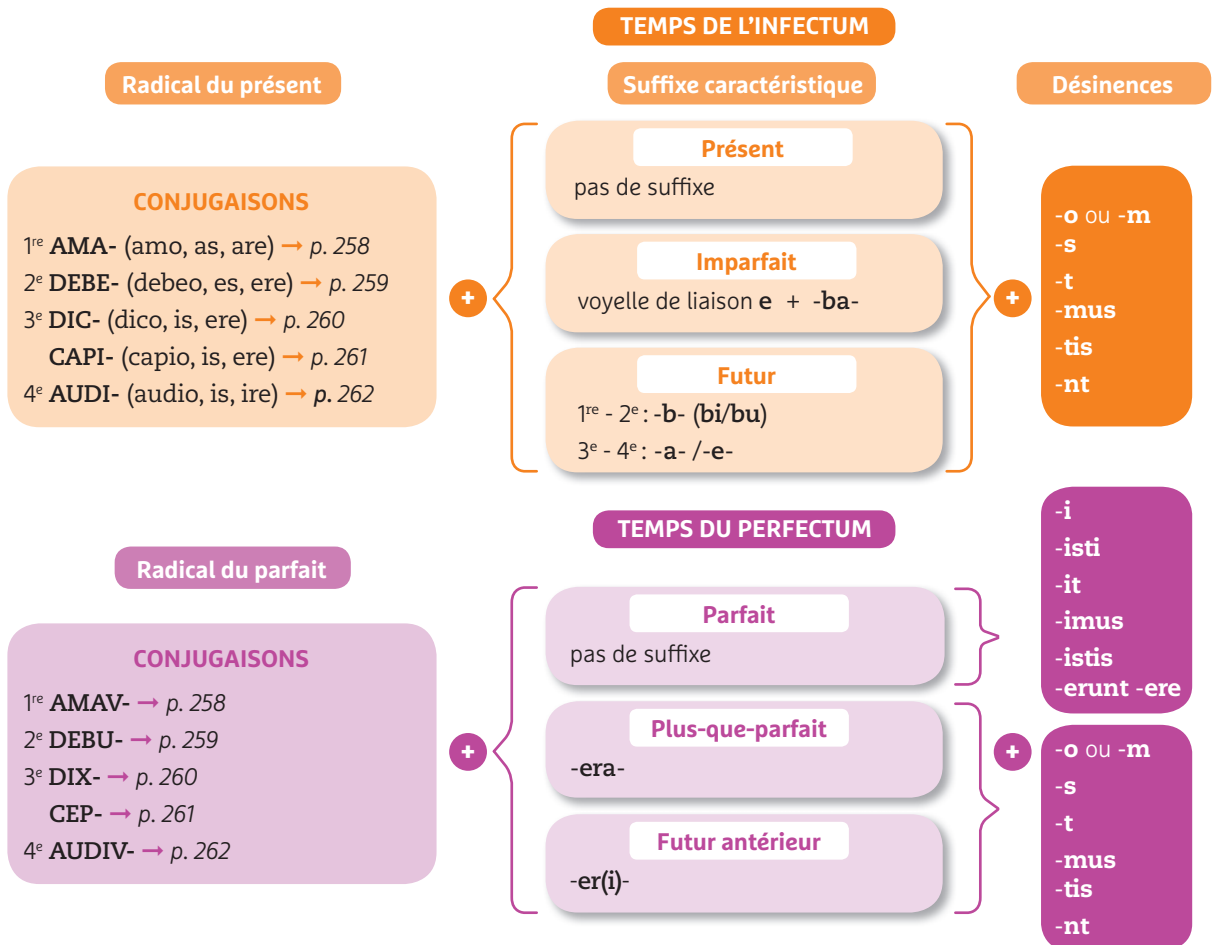 TEMPS DE L'INFECTUM
Radical du présent
Suffixe caractéristique
Désinences
CONJUGAISONS
1re AMA- (amo, as, are) → p. 258
2e DEBE- (debeo, es, ere) → p. 259
3e DIC- (dico, is, ere) → p. 260
CAPI- (capio, is, ere) → p. 261
4e AUDI- (audio, is, ire) → p. 262
+
Présent
pas de suffixe
Imparfait
voyelle de liaison e + -ba-
Futur
1re - 2e : -b- (bi/bu)
3e - 4e : -a- /-e-
+
-o ou -m
-s
-t
-mus
-tis
-nt
TEMPS DU PERFECTUM
Radical du parfait
CONJUGAISONS
1re AMAV- → p. 258
2e DEBU- → p. 259
3e DIX- → p. 260
CEP- → p. 261
4e AUDIV- → p. 262
+
Parfait
pas de suffixe
Plus-que-parfait
-era-
Futur antérieur
-er(i)-
-i
-isti
-it
-imus
-istis
-erunt -ere
+
-o ou -m
-s
-t
-mus
-tis
-nt